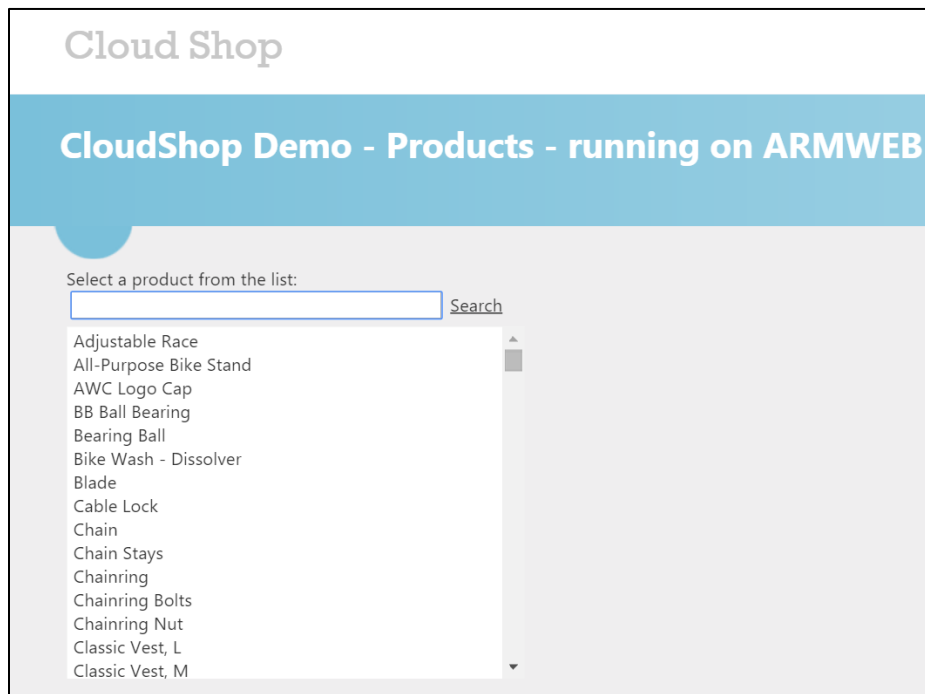 Cloud Shop
CloudShop Demo - Products - running on ARMWEB
Select a product from the list:
Search
Adjustable Race
All-Purpose Bike Stand
AWC Logo Cap
BB Ball Bearing
Bearing Ball
Bike Wash - Dissolver
Blade
Cable Lock
Chain
Chain Stays
Chainring
Chainring Bolts
Chainring Nut
Classic Vest, L
Classic Vest, M